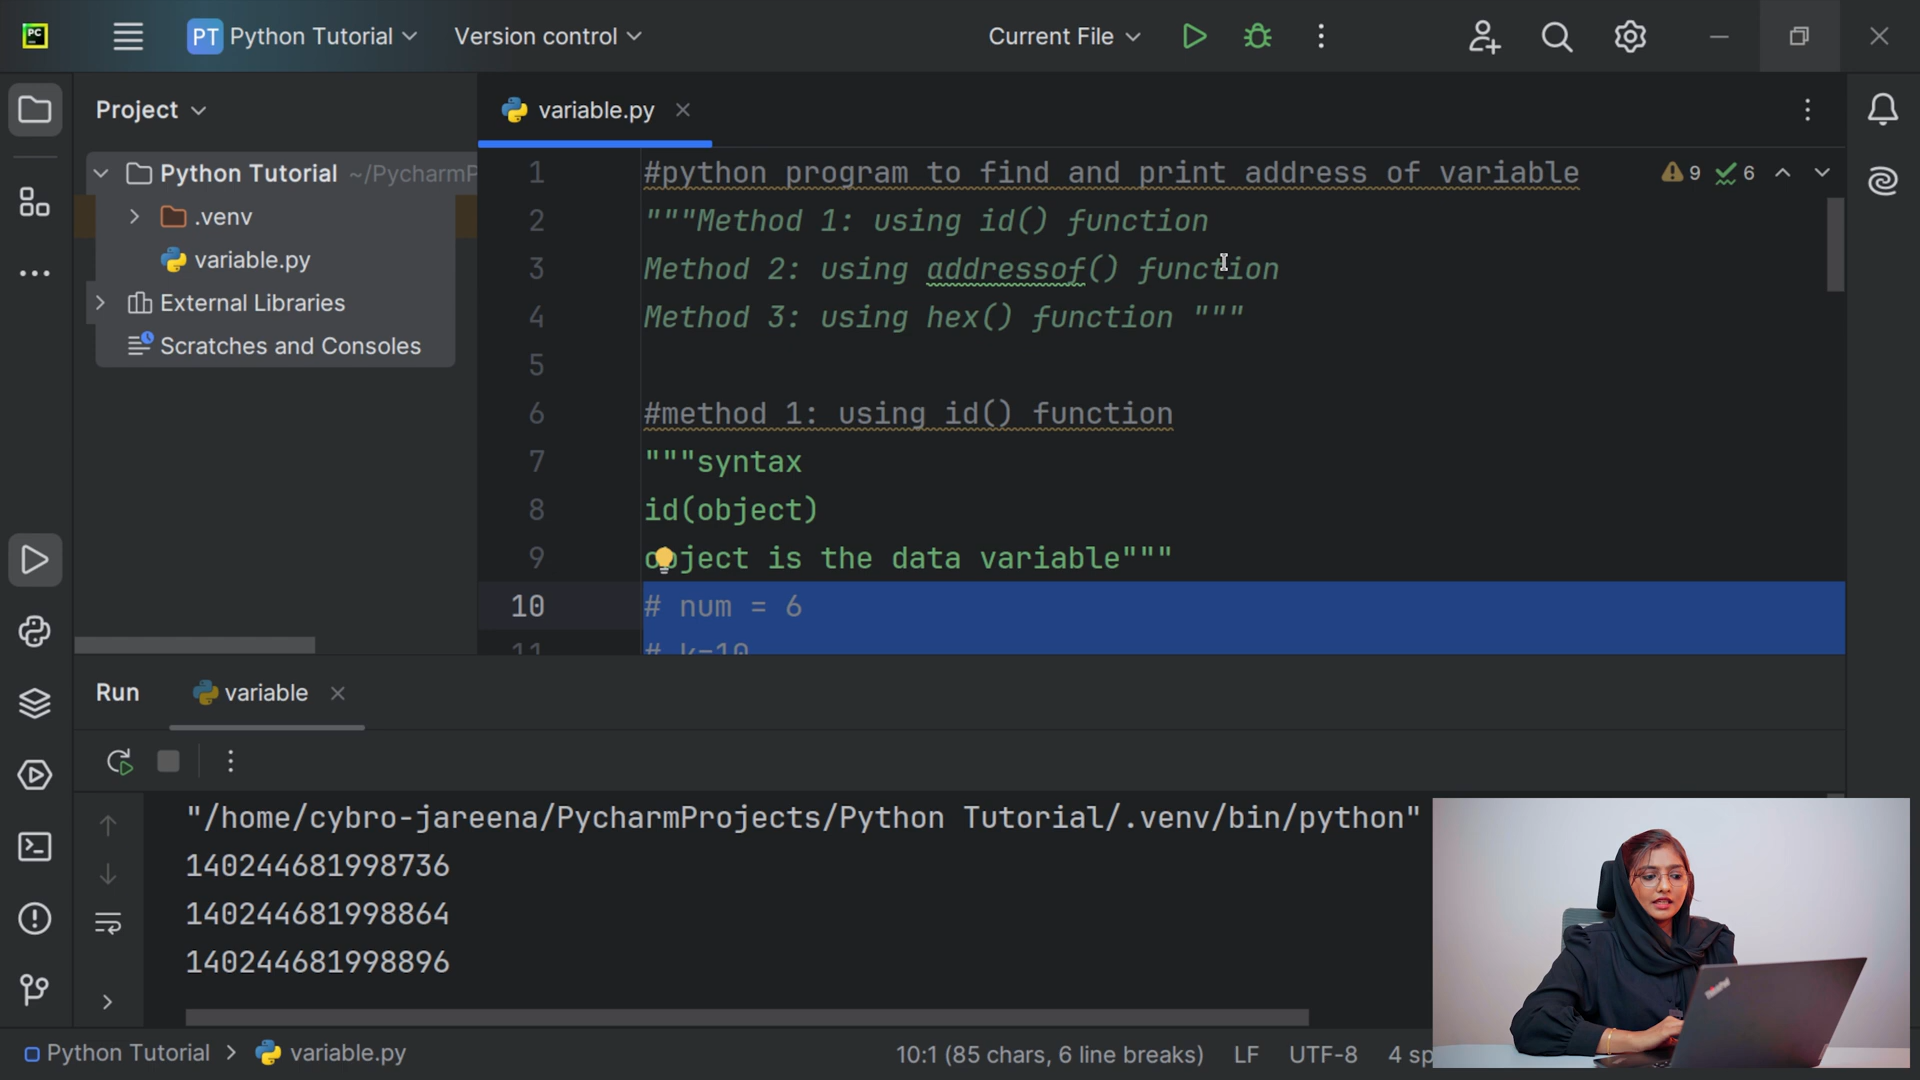 PC
PT Python Tutorial
Version control
Current File
Project
variable.py
Python Tutorial ~/PycharmP
.venv
variable.py
External Libraries
Scratches and Consoles
1 #python program to find and print address of variable
9 6
2 """Method 1: using id() function
3 Method 2: using addressof() function
4 Method 3: using hex() function """
5
6 #method 1: using id() function
7 """syntax
8 id(object)
9 object is the data variable"""
10 # num = 6
11 # k=10
Run
variable
"/home/cybro-jareena/PycharmProjects/Python Tutorial/.venv/bin/python"
140244681998736
140244681998864
140244681998896
Python Tutorial > variable.py
10:1 (85 chars, 6 line breaks) LF UTF-8 4 sp